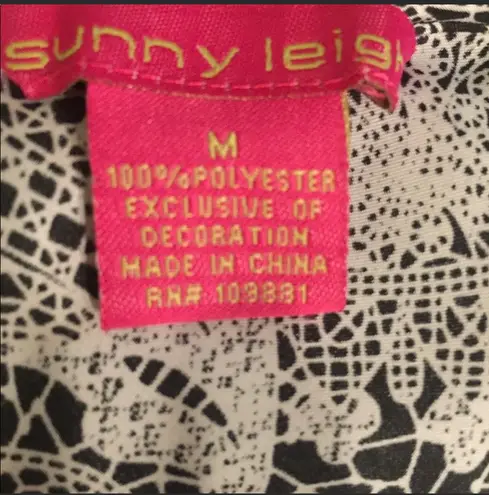 sunny leigh
M
100%POLYESTER
EXCLUSIVE OF
DECORATION
MADE IN CHINA
RN# 109881